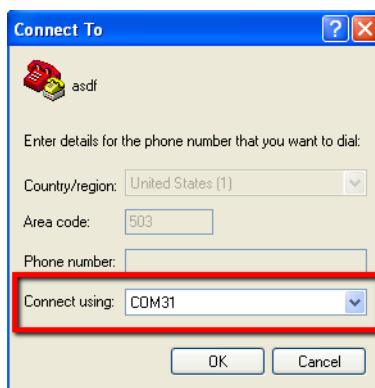 Connect To
asdf
Enter details for the phone number that you want to dial:
Country/region: United States (1)
Area code: 503
Phone number:
Connect using: COM31
OK Cancel